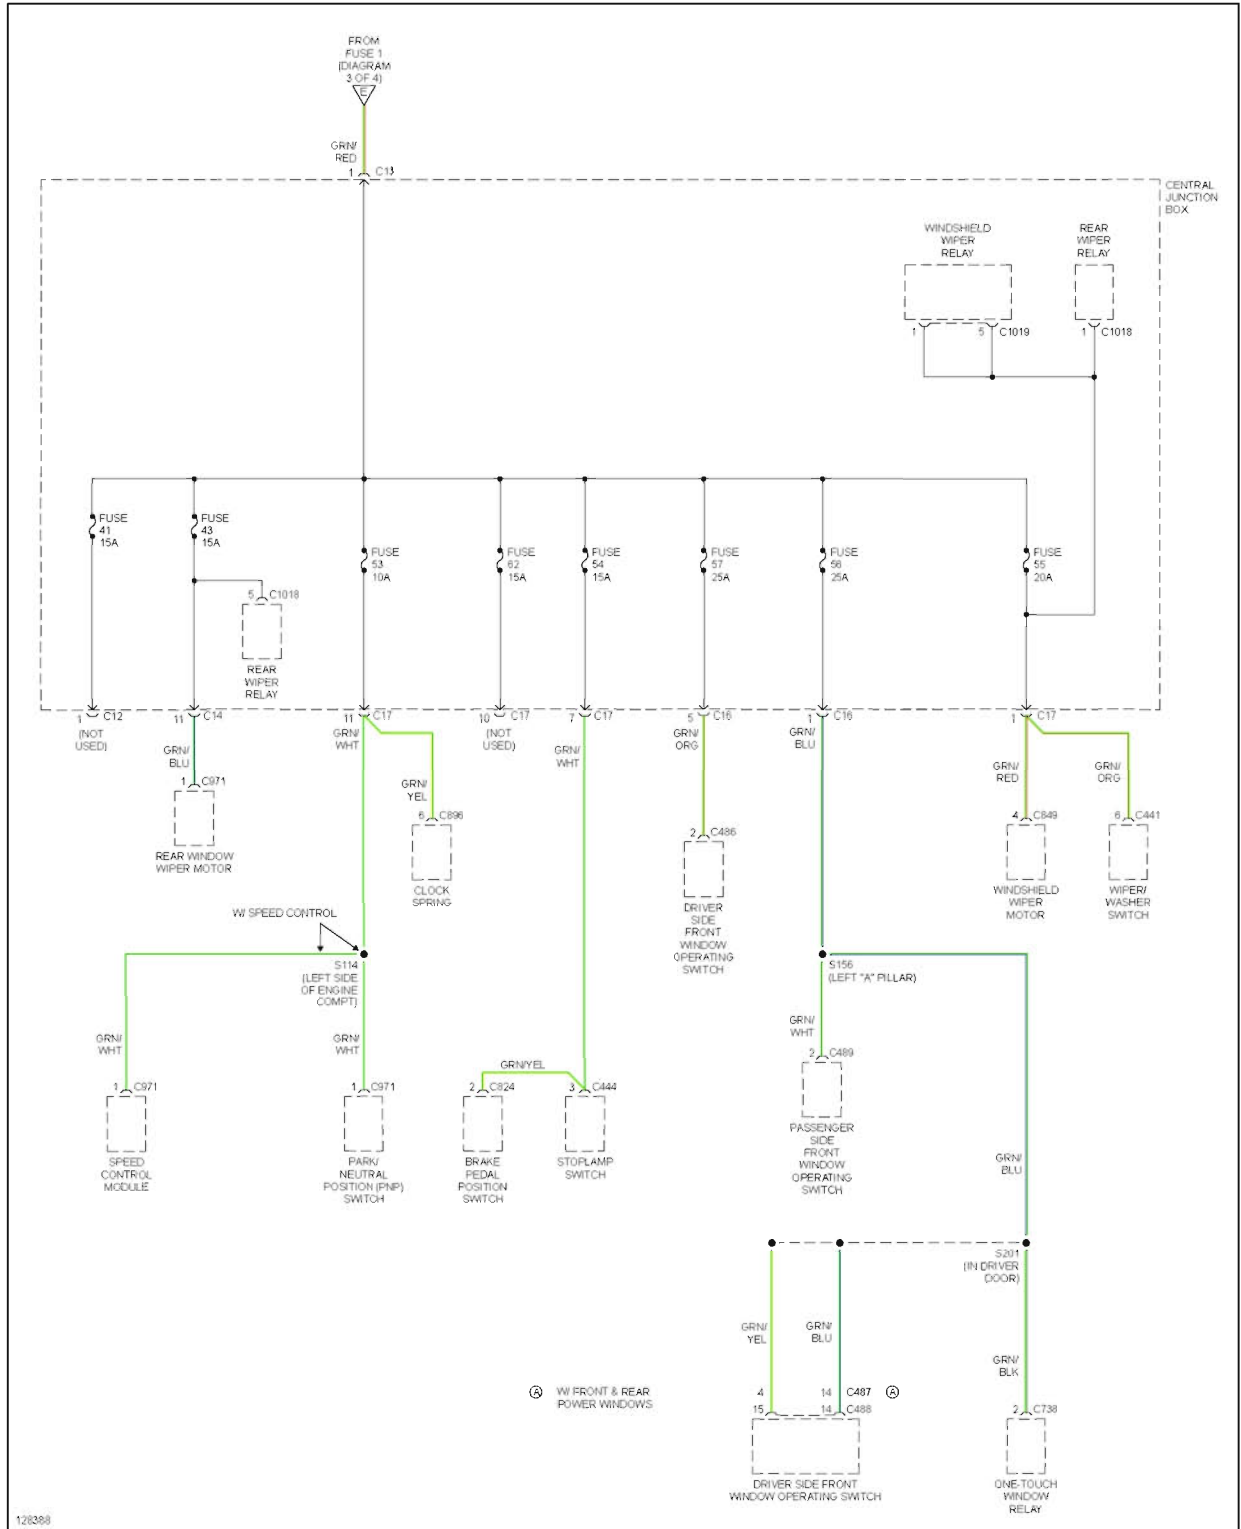 FROM
FUSE 1
(DIAGRAM
3 OF 4)
E
GRN/
RED
1 C13
CENTRAL
JUNCTION
BOX
WINDSHIELD
WIPER
RELAY
REAR
WIPER
RELAY
1 5 C1019
1 C1018
FUSE
41
15A
FUSE
43
15A
FUSE
53
10A
FUSE
62
15A
FUSE
54
15A
FUSE
57
25A
FUSE
56
25A
FUSE
55
20A
5 C1018
REAR
WIPER
RELAY
1 C12
(NOT
USED)
11 C14
11 C17
10 C17
(NOT
USED)
7 C17
5 C16
1 C16
1 C17
GRN/
BLU
GRN/
WHT
GRN/
WHT
GRN/
ORG
GRN/
BLU
GRN/
RED
GRN/
ORG
1 C971
REAR WINDOW
WIPER MOTOR
GRN/
YEL
6 C896
CLOCK
SPRING
2 C486
DRIVER
SIDE
FRONT
WINDOW
OPERATING
SWITCH
4 C849
WINDSHIELD
WIPER
MOTOR
6 C441
WIPER/
WASHER
SWITCH
W/ SPEED CONTROL
S114
(LEFT SIDE
OF ENGINE
COMPT)
S156
(LEFT "A" PILLAR)
GRN/
WHT
GRN/
WHT
GRN/YEL
GRN/
WHT
1 C971
SPEED
CONTROL
MODULE
1 C971
PARK/
NEUTRAL
POSITION (PNP)
SWITCH
2 C824
BRAKE
PEDAL
POSITION
SWITCH
3 C444
STOPLAMP
SWITCH
2 C489
PASSENGER
SIDE
FRONT
WINDOW
OPERATING
SWITCH
GRN/
BLU
S201
(IN DRIVER
DOOR)
GRN/
YEL
GRN/
BLU
GRN/
BLK
A W/ FRONT & REAR
POWER WINDOWS
4 14 C487 A
15 14 C488
DRIVER SIDE FRONT
WINDOW OPERATING SWITCH
2 C738
ONE-TOUCH
WINDOW
RELAY
128388